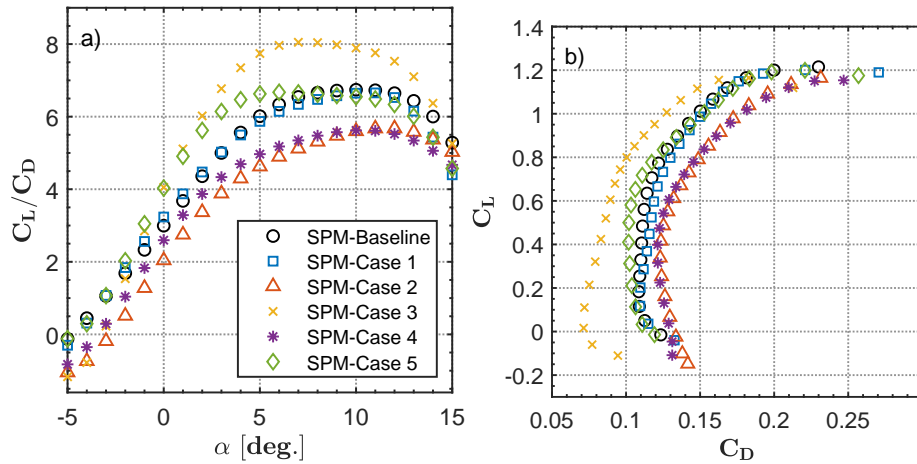 a)
C_L/C_D
8
6
4
2
0
-5
0
5
10
15
α [deg.]
SPM-Baseline
SPM-Case 1
SPM-Case 2
SPM-Case 3
SPM-Case 4
SPM-Case 5
b)
C_L
1.4
1.2
1.0
0.8
0.6
0.4
0.2
0
-0.2
0.05
0.1
0.15
0.2
0.25
C_D